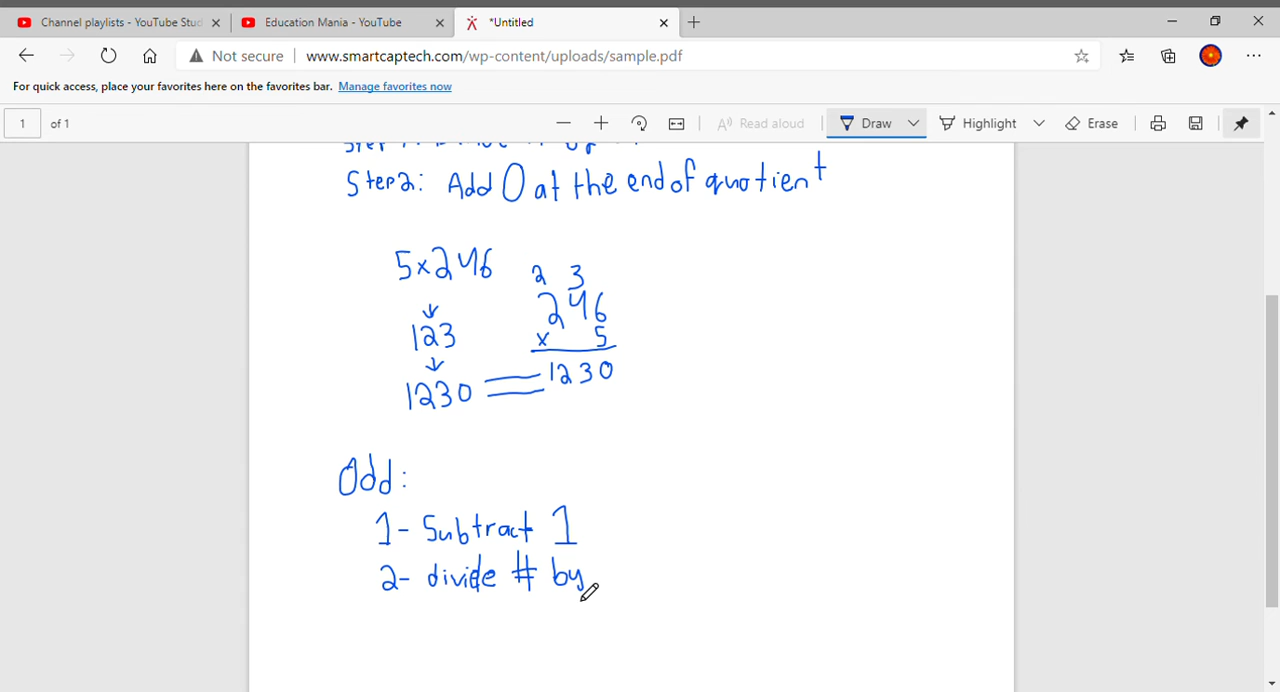 Channel playlists - YouTube Stud
Education Mania - YouTube
*Untitled
Not secure
www.smartcaptech.com/wp-content/uploads/sample.pdf
For quick access, place your favorites here on the favorites bar. Manage favorites now
1 of 1
Read aloud
Draw
Highlight
Erase
Step 2: Add 0 at the end of quotient
5x246
2 3
246
x 5
1230
123
1230 =
Odd:
1- Subtract 1
2- divide # by